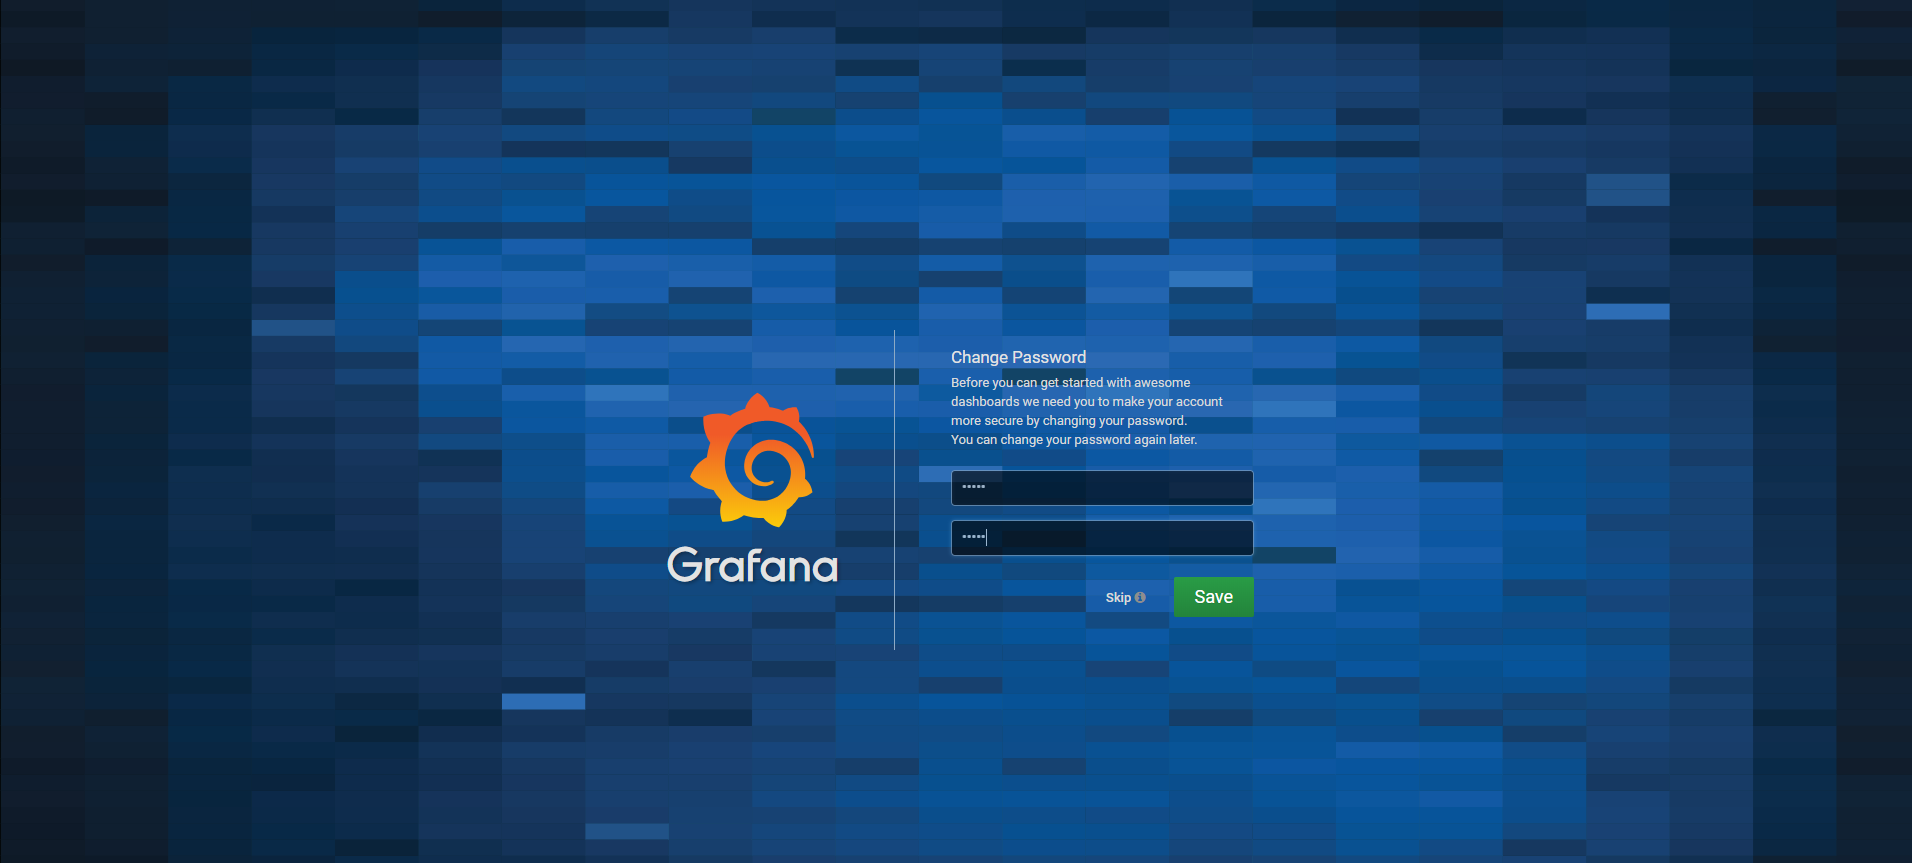 Grafana
Change Password
Before you can get started with awesome
dashboards we need you to make your account
more secure by changing your password.
You can change your password again later.
•••••
•••••
Skip
Save